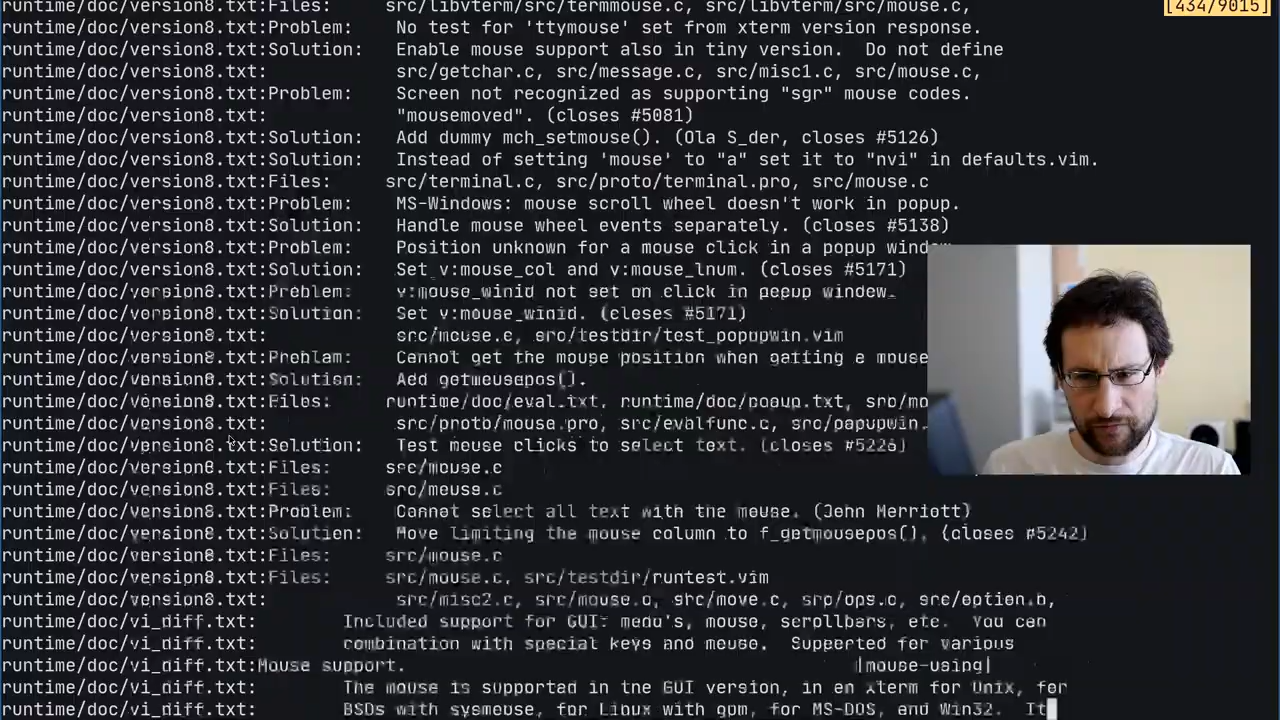 [434/9015]
runtime/doc/version8.txt:Files:      src/libvterm/src/termmouse.c, src/libvterm/src/mouse.c,
runtime/doc/version8.txt:Problem:    No test for 'ttymouse' set from xterm version response.
runtime/doc/version8.txt:Solution:   Enable mouse support also in tiny version.  Do not define
runtime/doc/version8.txt:            src/getchar.c, src/message.c, src/misc1.c, src/mouse.c,
runtime/doc/version8.txt:Problem:    Screen not recognized as supporting "sgr" mouse codes.
runtime/doc/version8.txt:            "mousemoved". (closes #5081)
runtime/doc/version8.txt:Solution:   Add dummy mch_setmouse(). (Ola S_der, closes #5126)
runtime/doc/version8.txt:Solution:   Instead of setting 'mouse' to "a" set it to "nvi" in defaults.vim.
runtime/doc/version8.txt:Files:      src/terminal.c, src/proto/terminal.pro, src/mouse.c
runtime/doc/version8.txt:Problem:    MS-Windows: mouse scroll wheel doesn't work in popup.
runtime/doc/version8.txt:Solution:   Handle mouse wheel events separately. (closes #5138)
runtime/doc/version8.txt:Problem:    Position unknown for a mouse click in a popup window
runtime/doc/version8.txt:Solution:   Set v:mouse_col and v:mouse_lnum. (closes #5171)
runtime/doc/version8.txt:Problem:    v:mouse_winid not set on click in popup window.
runtime/doc/version8.txt:Solution:   Set v:mouse_winid. (closes #5171)
runtime/doc/version8.txt:            src/mouse.c, src/testdir/test_popupwin.vim
runtime/doc/version8.txt:Problem:    Cannot get the mouse position when getting a mouse
runtime/doc/version8.txt:Solution:   Add getmousepos().
runtime/doc/version8.txt:Files:      runtime/doc/eval.txt, runtime/doc/popup.txt, src/mo
runtime/doc/version8.txt:            src/proto/mouse.pro, src/evalfunc.c, src/popupwin.
runtime/doc/version8.txt:Solution:   Test mouse clicks to select text. (closes #5226)
runtime/doc/version8.txt:Files:      src/mouse.c
runtime/doc/version8.txt:Files:      src/mouse.c
runtime/doc/version8.txt:Problem:    Cannot select all text with the mouse. (John Merriott)
runtime/doc/version8.txt:Solution:   Move limiting the mouse column to f_getmousepos(). (closes #5242)
runtime/doc/version8.txt:Files:      src/mouse.c
runtime/doc/version8.txt:Files:      src/mouse.c, src/testdir/runtest.vim
runtime/doc/version8.txt:            src/misc2.c, src/mouse.c, src/move.c, src/ops.c, src/option.h,
runtime/doc/vi_diff.txt:        Included support for GUI: menu's, mouse, scrollbars, etc.  You can
runtime/doc/vi_diff.txt:        combination with special keys and mouse.  Supported for various
runtime/doc/vi_diff.txt:Mouse support.                                          |mouse-using|
runtime/doc/vi_diff.txt:        The mouse is supported in the GUI version, in an xterm for Unix, for
runtime/doc/vi_diff.txt:        BSDs with sysmouse, for Linux with gpm, for MS-DOS, and Win32.  It